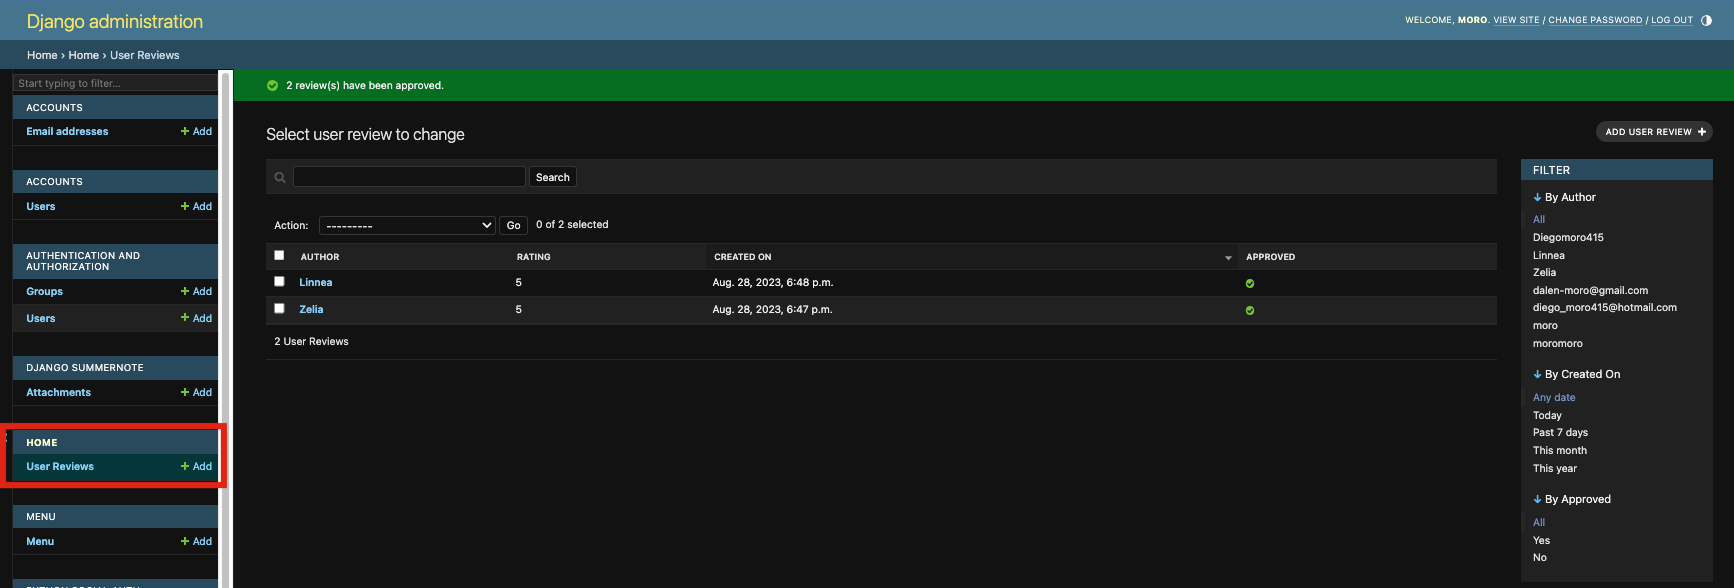 Django administration
WELCOME, MORO. VIEW SITE / CHANGE PASSWORD / LOG OUT
Home › Home › User Reviews
Start typing to filter...
ACCOUNTS
Email addresses + Add
ACCOUNTS
Users + Add
AUTHENTICATION AND
AUTHORIZATION
Groups + Add
Users + Add
DJANGO SUMMERNOTE
Attachments + Add
HOME
User Reviews + Add
MENU
Menu + Add
2 review(s) have been approved.
Select user review to change
ADD USER REVIEW +
Search
Action: --------- Go 0 of 2 selected
AUTHOR RATING CREATED ON APPROVED
Linnea 5 Aug. 28, 2023, 6:48 p.m.
Zelia 5 Aug. 28, 2023, 6:47 p.m.
2 User Reviews
FILTER
↓ By Author
All
Diegomoro415
Linnea
Zelia
dalen-moro@gmail.com
diego_moro415@hotmail.com
moro
moromoro
↓ By Created On
Any date
Today
Past 7 days
This month
This year
↓ By Approved
All
Yes
No